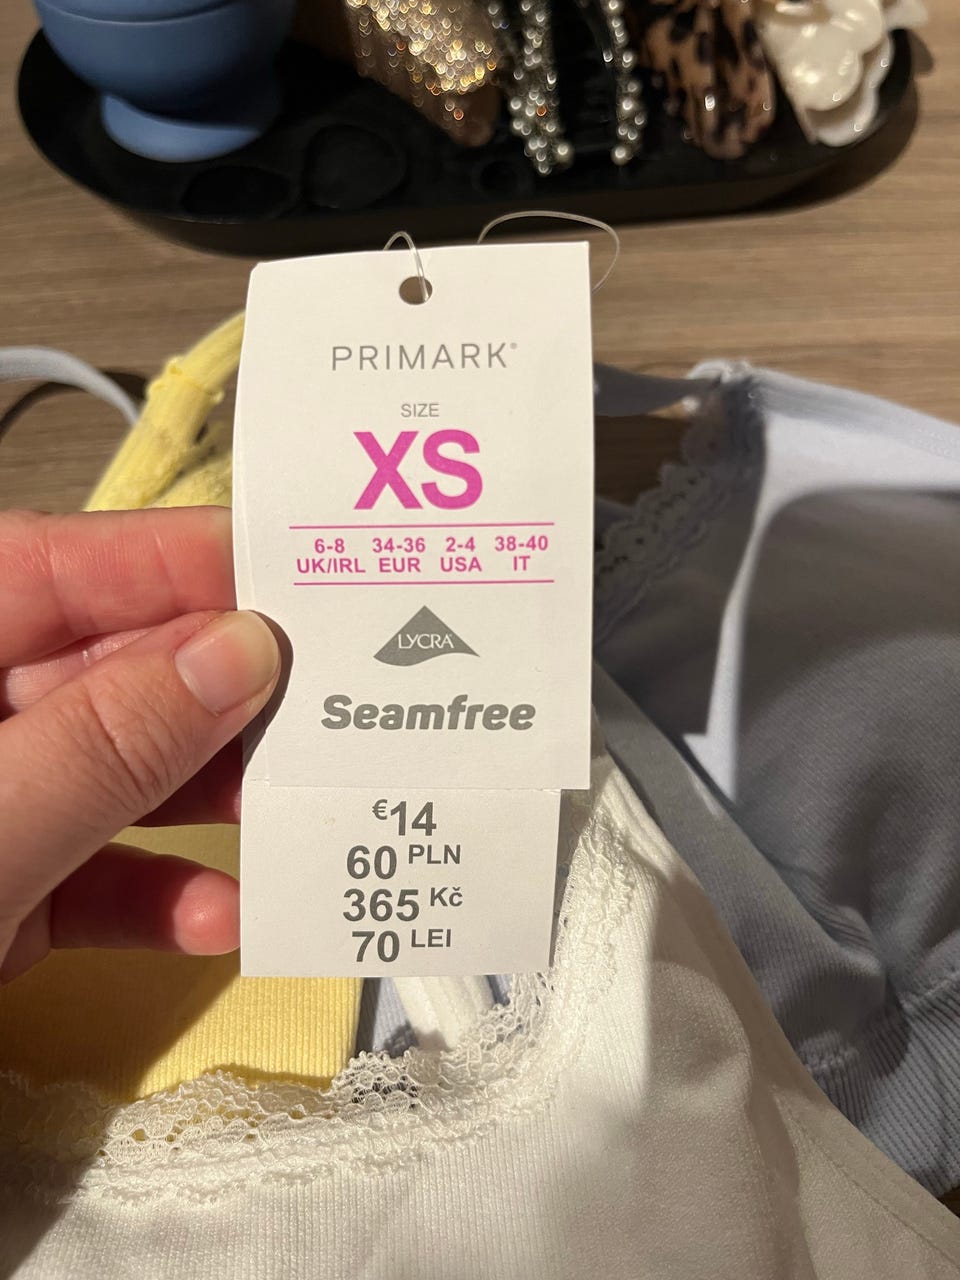 PRIMARK®
SIZE
XS
6-8 34-36 2-4 38-40
UK/IRL EUR USA IT
LYCRA
Seamfree
€14
60 PLN
365 Kč
70 LEI